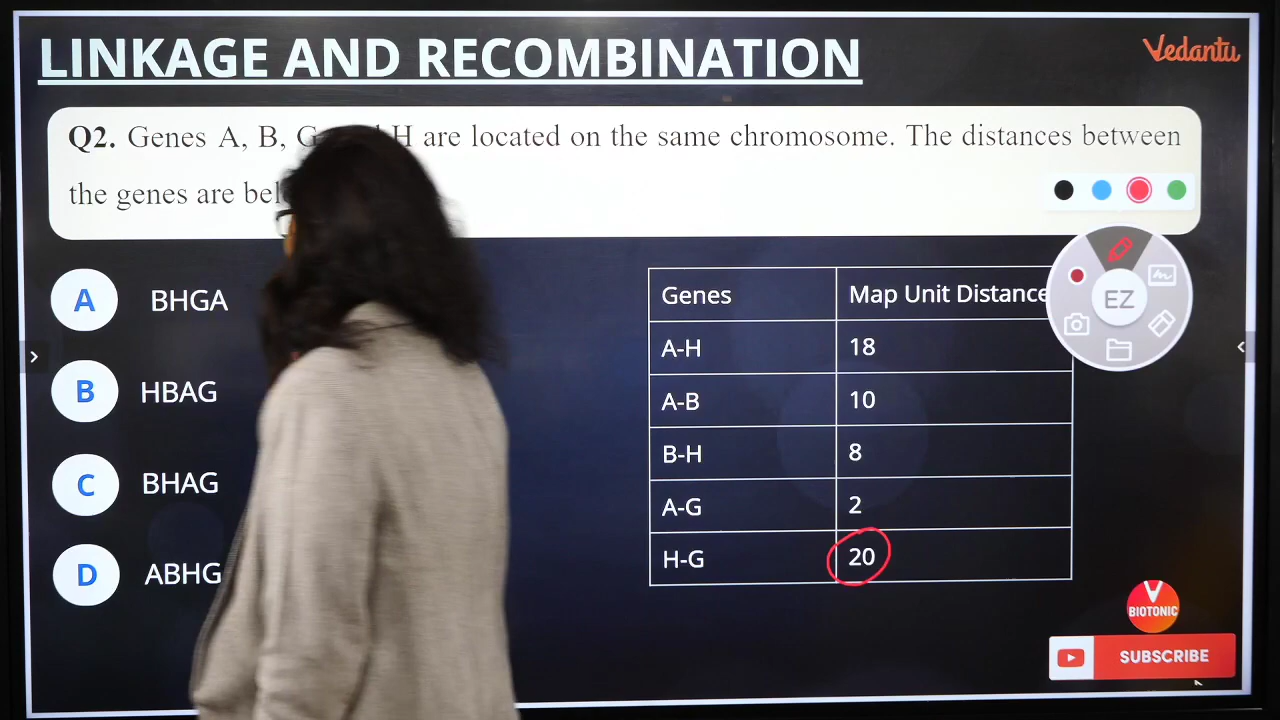 LINKAGE AND RECOMBINATION
Vedantu
Q2. Genes A, B, H are located on the same chromosome. The distances between
the genes are
A BHGA
B HBAG
C BHAG
D ABHG
Genes Map Unit Distance
A-H 18
A-B 10
B-H 8
A-G 2
H-G 20
EZ
V
BIOTONIC
SUBSCRIBE